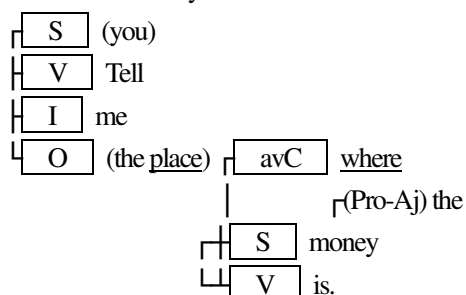 S (you)
V Tell
I me
O (the place) avC where
(Pro-Aj) the
S money
V is.